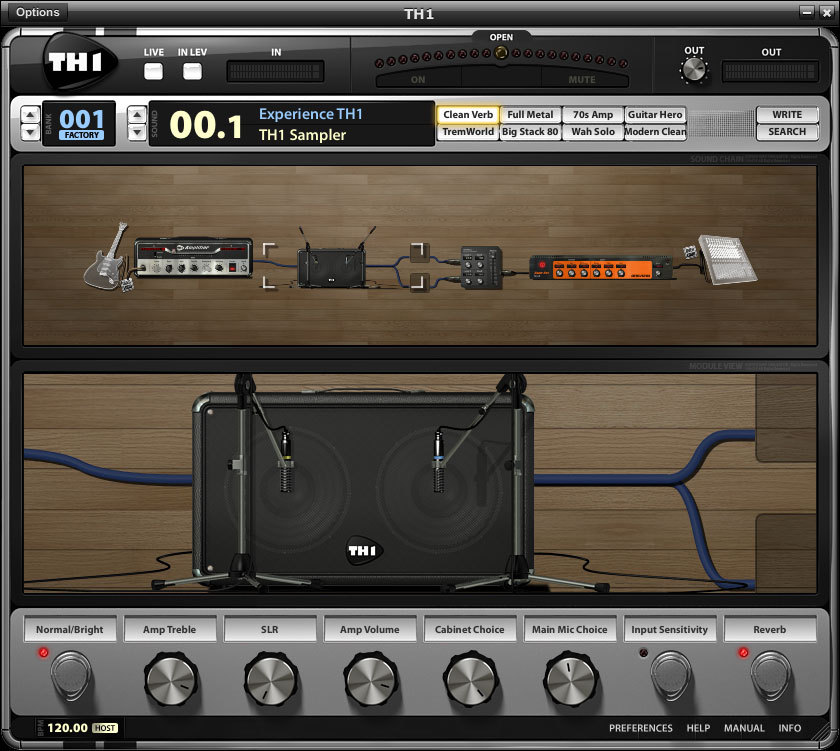 Options
TH1
TH1
LIVE
IN LEV
IN
OPEN
ON
MUTE
OUT
OUT
BANK
001
FACTORY
SOUND
00.1
Experience TH1
TH1 Sampler
Clean Verb
Full Metal
70s Amp
Guitar Hero
TremWorld
Big Stack 80
Wah Solo
Modern Clean
WRITE
SEARCH
SOUND CHAIN
Amplifier
MODULE VIEW
TH1
Normal/Bright
Amp Treble
SLR
Amp Volume
Cabinet Choice
Main Mic Choice
Input Sensitivity
Reverb
BPM
120.00
HOST
PREFERENCES
HELP
MANUAL
INFO